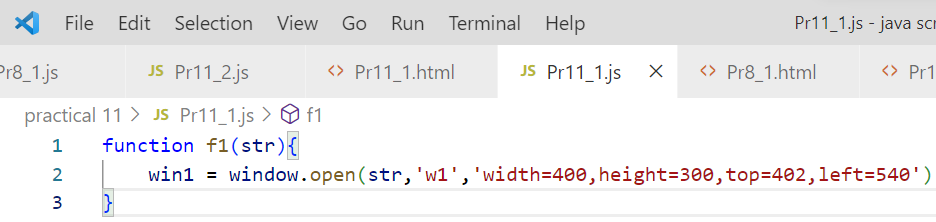 File Edit Selection View Go Run Terminal Help Pr11_1.js - java scr
Pr8_1.js JS Pr11_2.js <> Pr11_1.html JS Pr11_1.js × <> Pr8_1.html <> Pr1
practical 11 > JS Pr11_1.js > f1
1 function f1(str){
2 win1 = window.open(str,'w1','width=400,height=300,top=402,left=540')
3 }